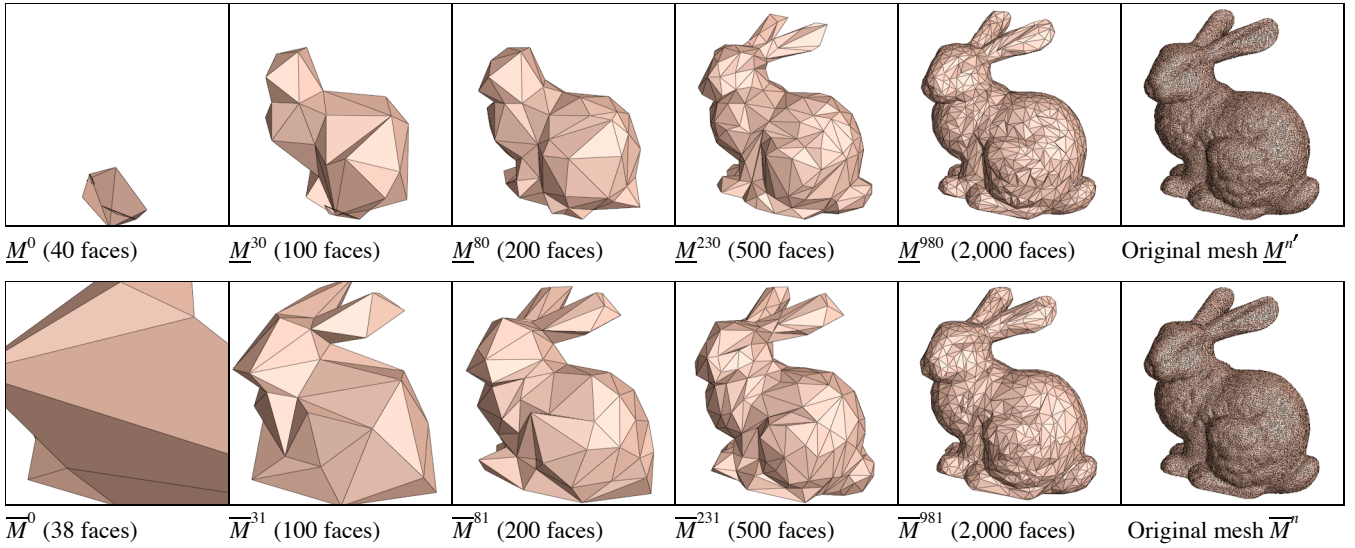 M̲⁰ (40 faces) M̲³⁰ (100 faces) M̲⁸⁰ (200 faces) M̲²³⁰ (500 faces) M̲⁹⁸⁰ (2,000 faces) Original mesh M̲ⁿ′
M̅⁰ (38 faces) M̅³¹ (100 faces) M̅⁸¹ (200 faces) M̅²³¹ (500 faces) M̅⁹⁸¹ (2,000 faces) Original mesh M̅ⁿ